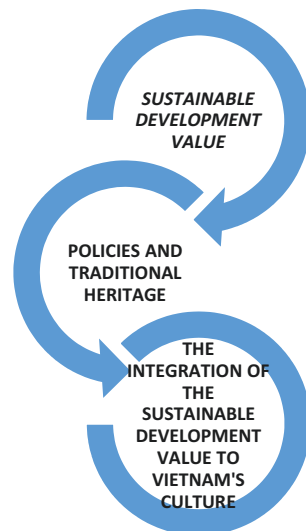 SUSTAINABLE
DEVELOPMENT
VALUE
POLICIES AND
TRADITIONAL
HERITAGE
THE
INTEGRATION OF
THE
SUSTAINABLE
DEVELOPMENT
VALUE TO
VIETNAM'S
CULTURE